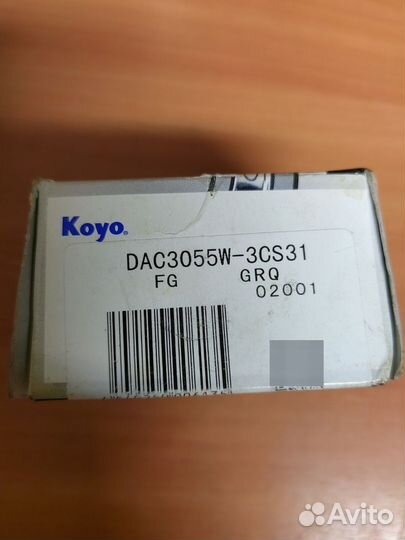 Koyo
DAC3055W-3CS31
FG GRQ
02001
Avito